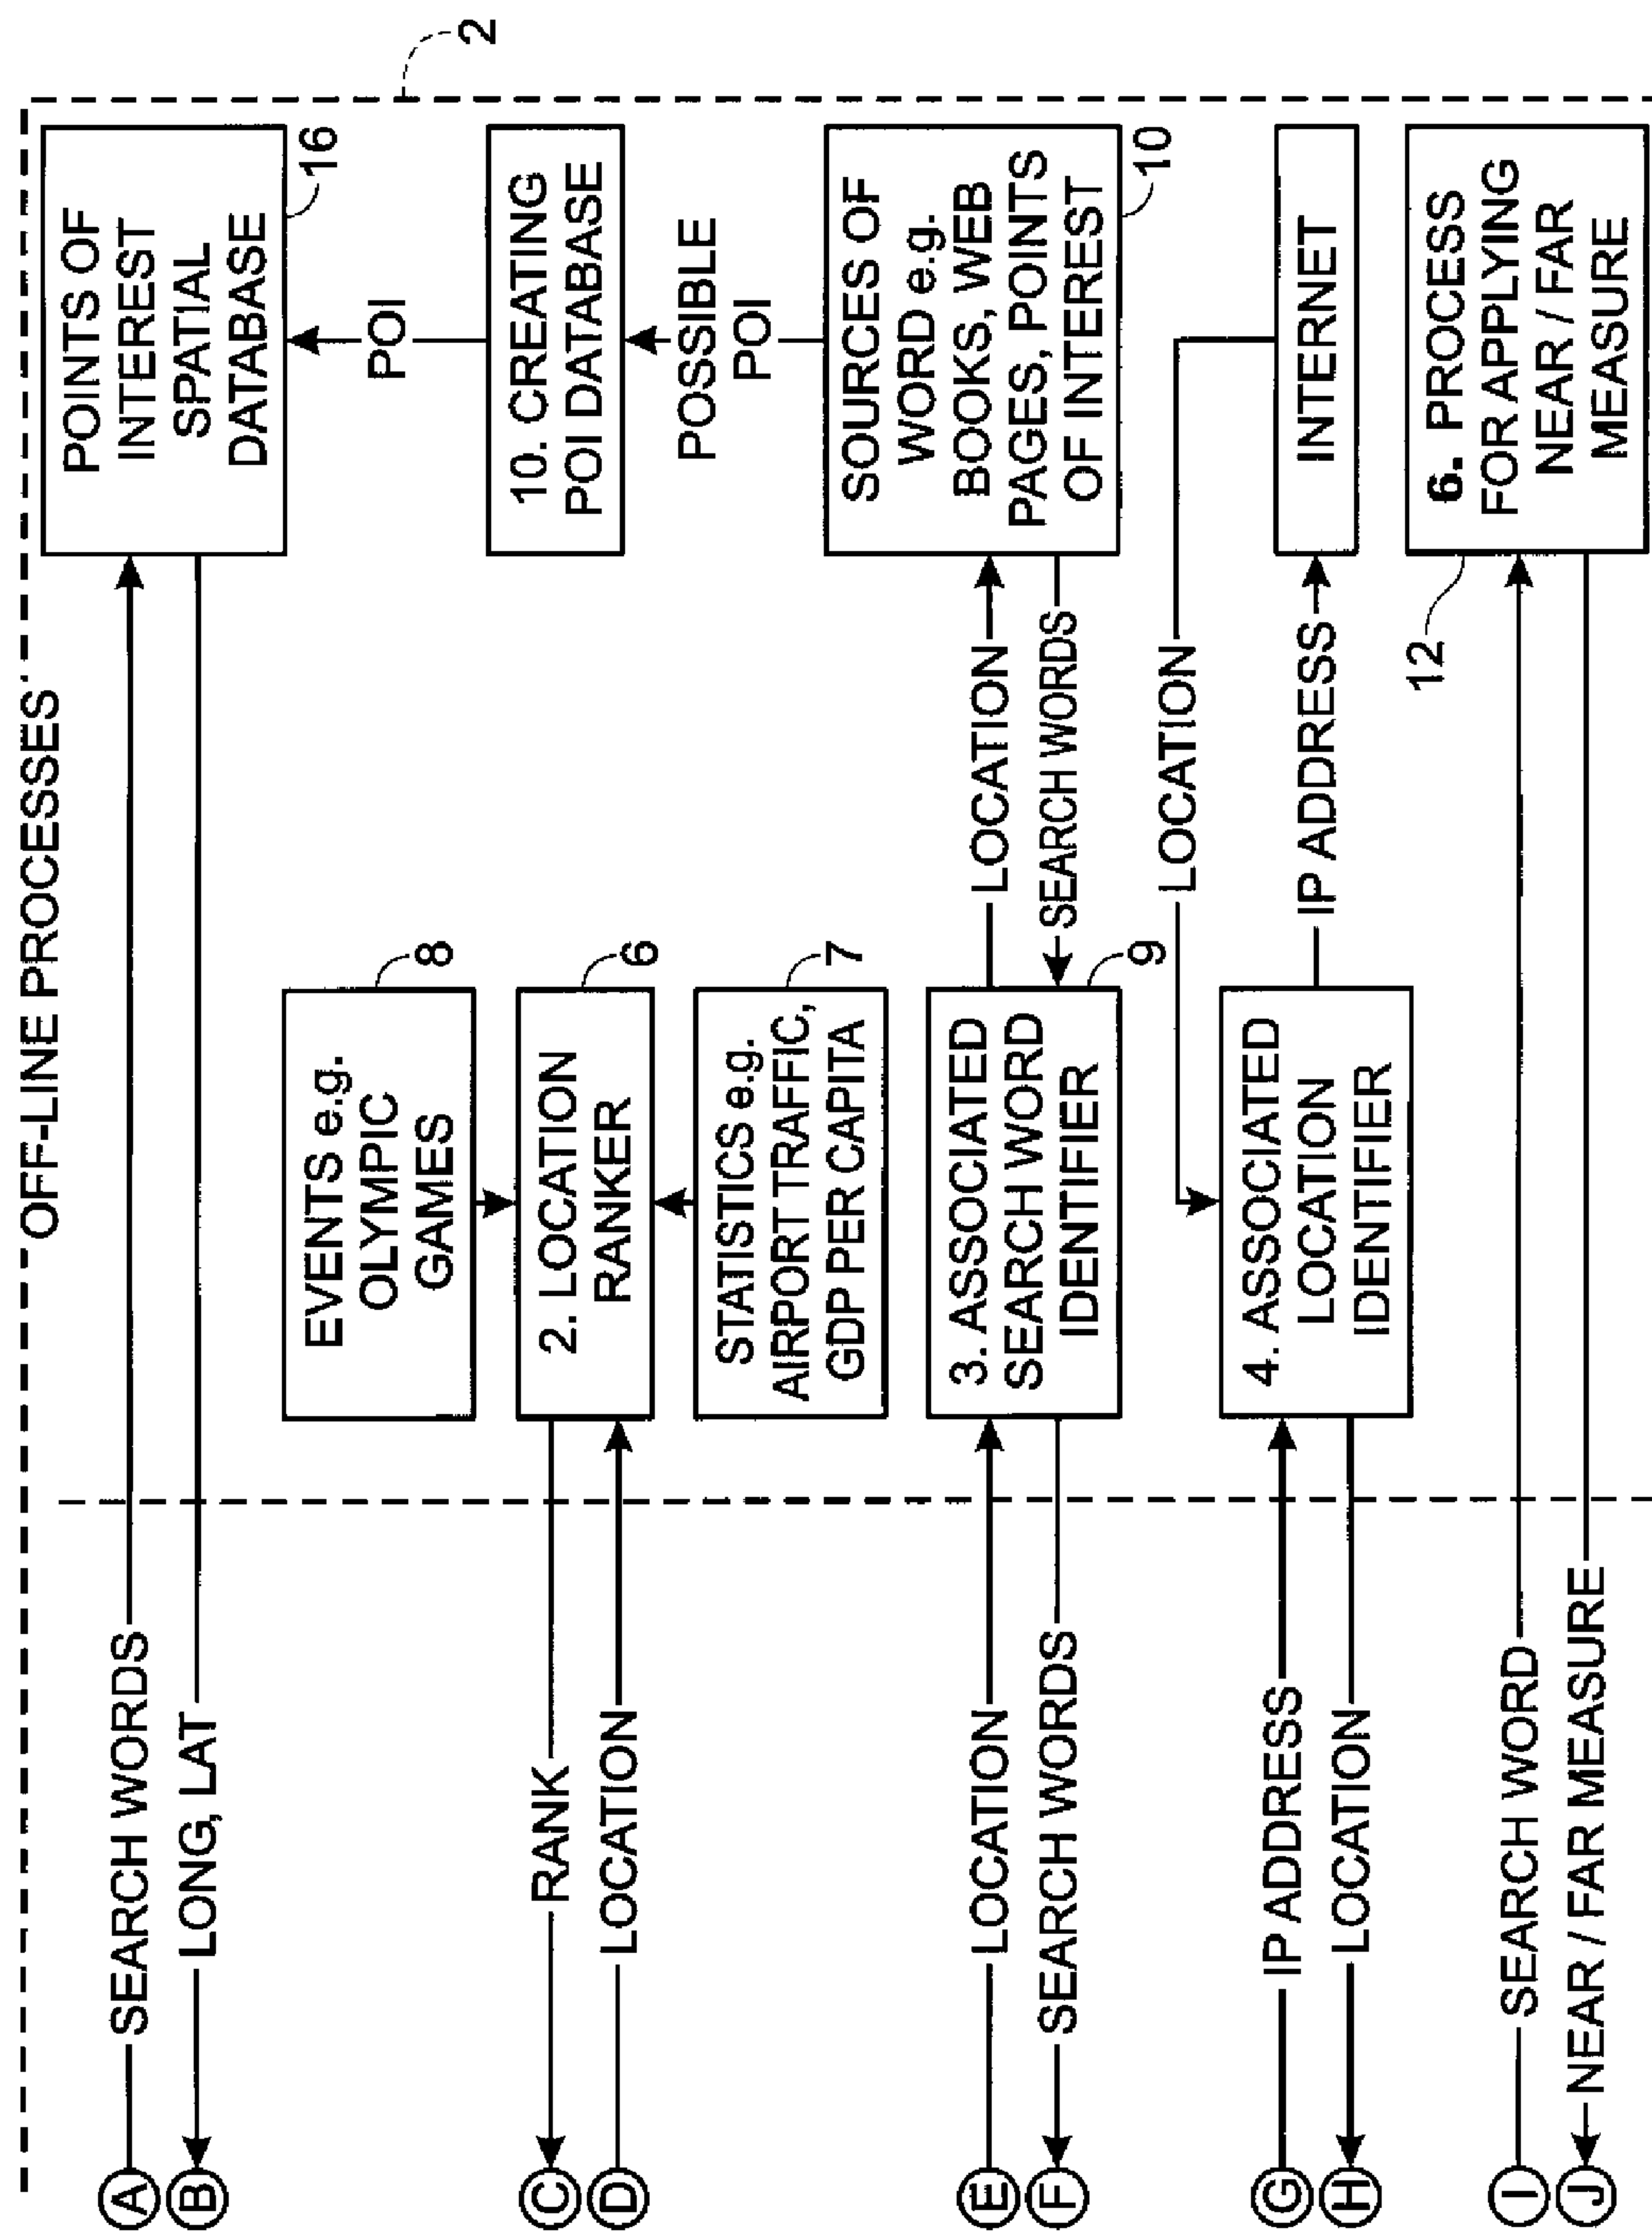 OFF-LINE PROCESSES
2
A
SEARCH WORDS
B
LONG, LAT
POINTS OF
INTEREST
SPATIAL
DATABASE
16
POI
10. CREATING
POI DATABASE
POSSIBLE
POI
SOURCES OF
WORD e.g.
BOOKS, WEB
PAGES, POINTS
OF INTEREST
10
EVENTS e.g.
OLYMPIC
GAMES
8
C
RANK
D
LOCATION
2. LOCATION
RANKER
6
STATISTICS e.g.
AIRPORT TRAFFIC,
GDP PER CAPITA
7
E
LOCATION
F
SEARCH WORDS
3. ASSOCIATED
SEARCH WORD
IDENTIFIER
9
LOCATION
SEARCH WORDS
LOCATION
G
IP ADDRESS
H
LOCATION
4. ASSOCIATED
LOCATION
IDENTIFIER
IP ADDRESS
INTERNET
I
SEARCH WORD
J
NEAR / FAR MEASURE
12
6. PROCESS
FOR APPLYING
NEAR / FAR
MEASURE